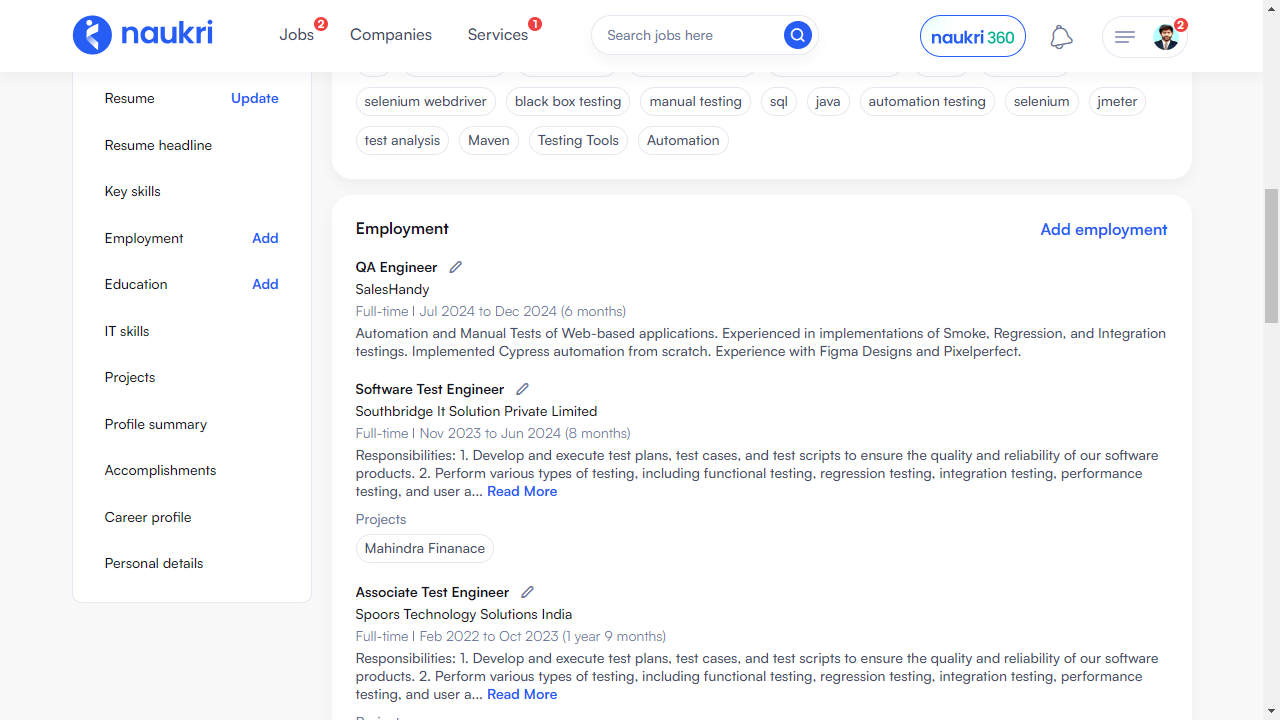 naukri
Jobs 2
Companies
Services 1
Search jobs here
naukri 360
2
Resume Update
Resume headline
Key skills
Employment Add
Education Add
IT skills
Projects
Profile summary
Accomplishments
Career profile
Personal details
selenium webdriver black box testing manual testing sql java automation testing selenium jmeter
test analysis Maven Testing Tools Automation
Employment Add employment
QA Engineer
SalesHandy
Full-time | Jul 2024 to Dec 2024 (6 months)
Automation and Manual Tests of Web-based applications. Experienced in implementations of Smoke, Regression, and Integration
testings. Implemented Cypress automation from scratch. Experience with Figma Designs and Pixelperfect.
Software Test Engineer
Southbridge It Solution Private Limited
Full-time | Nov 2023 to Jun 2024 (8 months)
Responsibilities: 1. Develop and execute test plans, test cases, and test scripts to ensure the quality and reliability of our software
products. 2. Perform various types of testing, including functional testing, regression testing, integration testing, performance
testing, and user a... Read More
Projects
Mahindra Finanace
Associate Test Engineer
Spoors Technology Solutions India
Full-time | Feb 2022 to Oct 2023 (1 year 9 months)
Responsibilities: 1. Develop and execute test plans, test cases, and test scripts to ensure the quality and reliability of our software
products. 2. Perform various types of testing, including functional testing, regression testing, integration testing, performance
testing, and user a... Read More